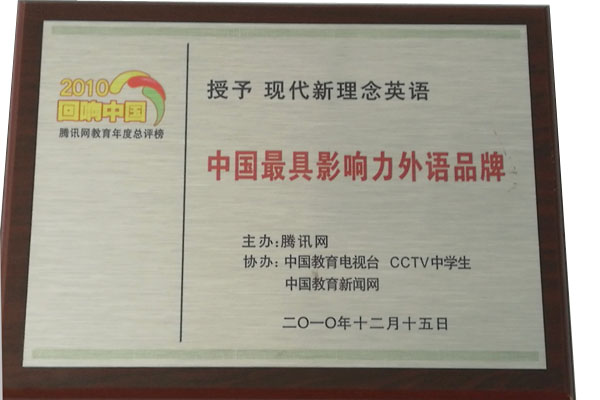 2010
回响中国
腾讯网教育年度总评榜
授予 现代新理念英语
中国最具影响力外语品牌
主办:腾讯网
协办:中国教育电视台 CCTV中学生
中国教育新闻网
二〇一〇年十二月十五日